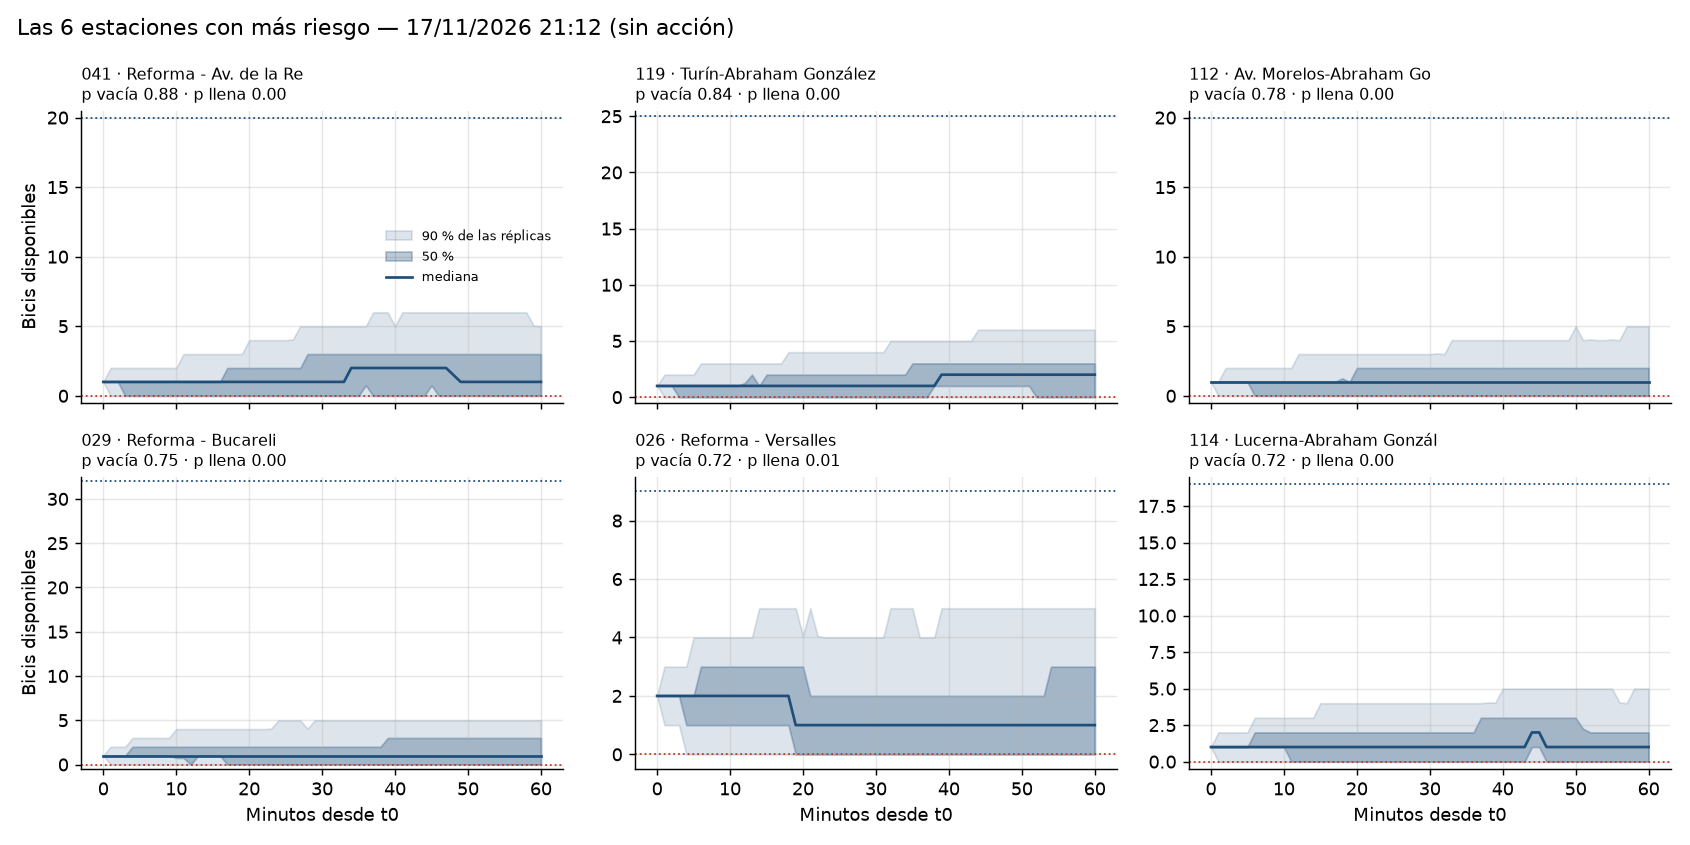 Las 6 estaciones con más riesgo — 17/11/2026 21:12 (sin acción)
041 · Reforma - Av. de la Re
p vacía 0.88 · p llena 0.00
20
15
10
5
0
Bicis disponibles
90 % de las réplicas
50 %
mediana
119 · Turín-Abraham González
p vacía 0.84 · p llena 0.00
25
20
15
10
5
0
112 · Av. Morelos-Abraham Go
p vacía 0.78 · p llena 0.00
20
15
10
5
0
029 · Reforma - Bucareli
p vacía 0.75 · p llena 0.00
30
25
20
15
10
5
0
Bicis disponibles
0 10 20 30 40 50 60
Minutos desde t0
026 · Reforma - Versalles
p vacía 0.72 · p llena 0.01
8
6
4
2
0
0 10 20 30 40 50 60
Minutos desde t0
114 · Lucerna-Abraham Gonzál
p vacía 0.72 · p llena 0.00
17.5
15.0
12.5
10.0
7.5
5.0
2.5
0.0
0 10 20 30 40 50 60
Minutos desde t0